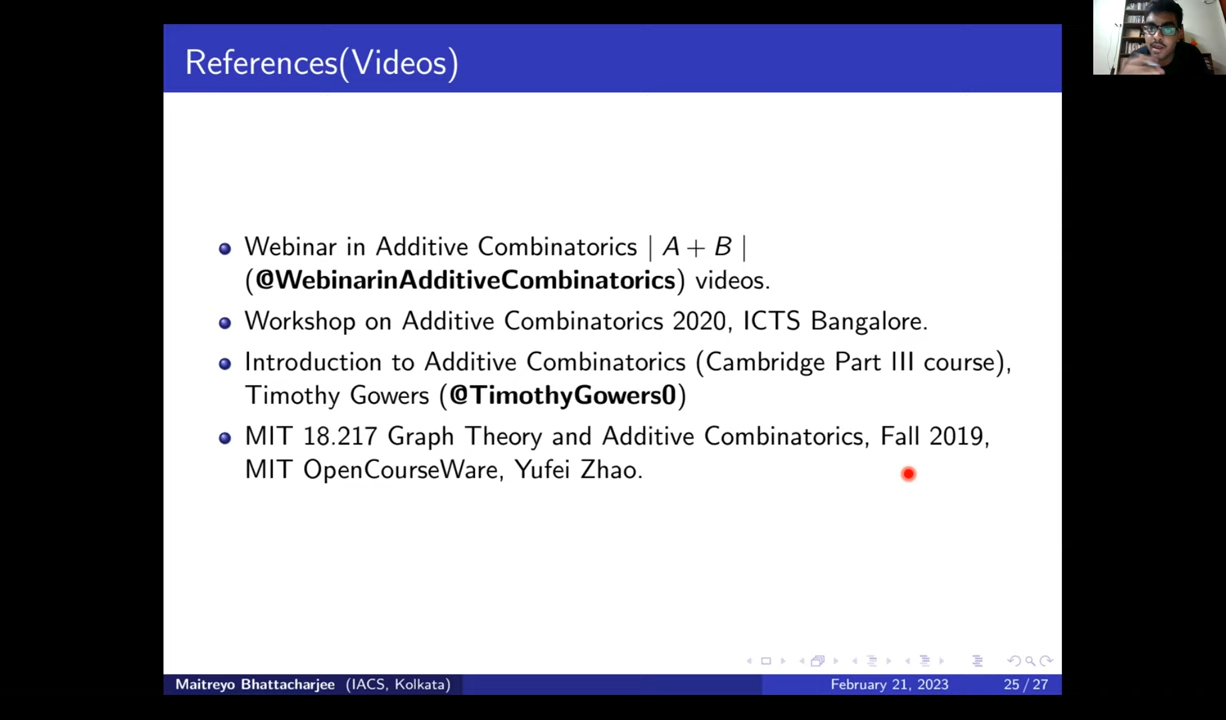 References(Videos)
Webinar in Additive Combinatorics | A + B |
(@WebinarinAdditiveCombinatorics) videos.
Workshop on Additive Combinatorics 2020, ICTS Bangalore.
Introduction to Additive Combinatorics (Cambridge Part III course),
Timothy Gowers (@TimothyGowers0)
MIT 18.217 Graph Theory and Additive Combinatorics, Fall 2019,
MIT OpenCourseWare, Yufei Zhao.
Maitreyo Bhattacharjee (IACS, Kolkata) February 21, 2023 25 / 27